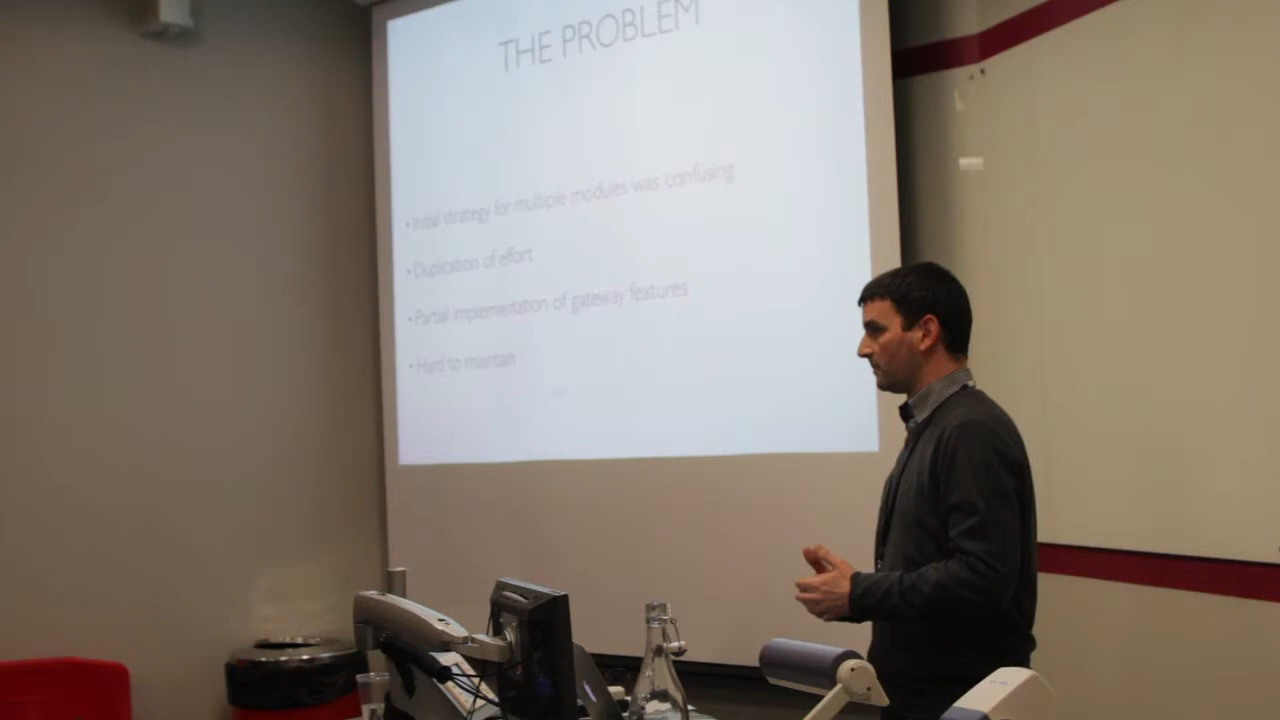 THE PROBLEM
• Initial strategy for multiple modules was confusing
• Duplication of effort
• Partial implementation of gateway features
• Hard to maintain